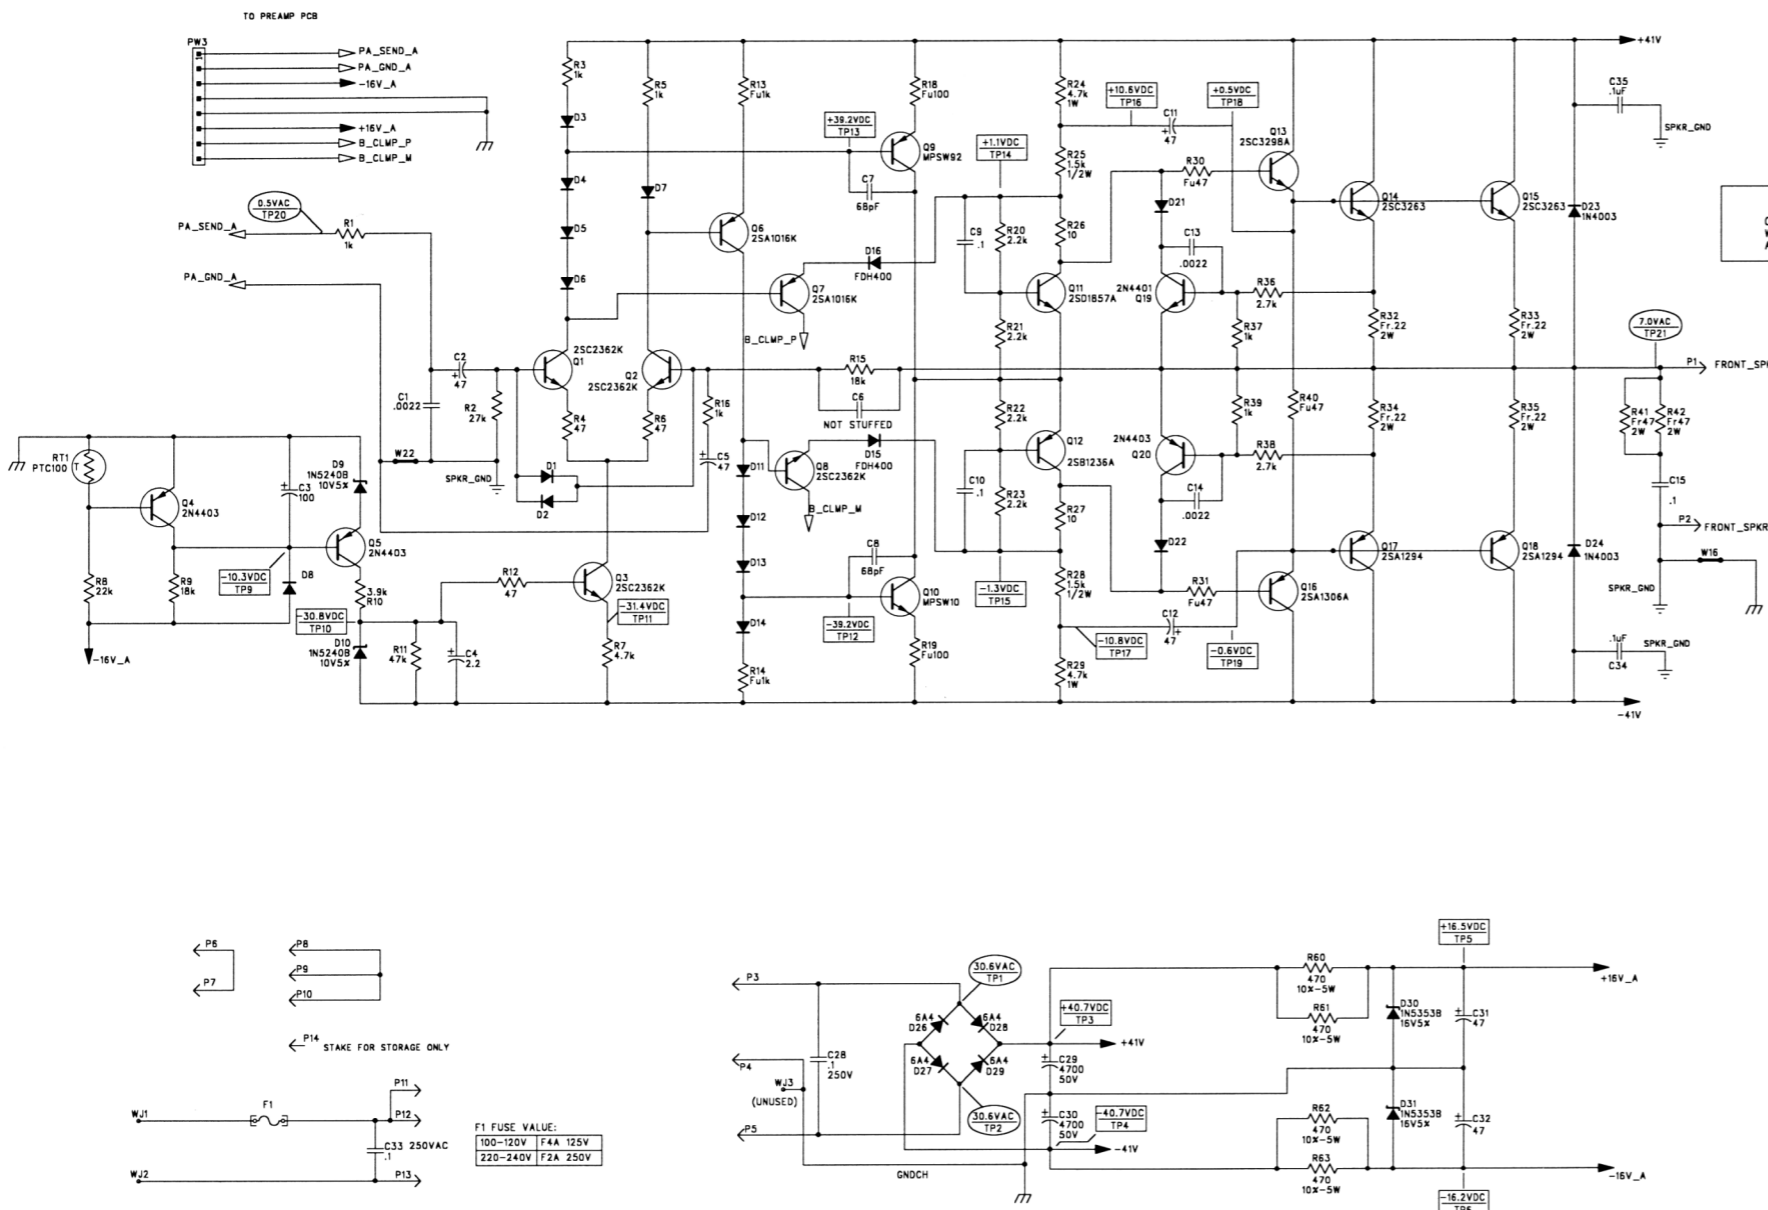 TO PREAMP PCB
PW3
PA_SEND_A
PA_GND_A
-16V_A
+16V_A
B_CLMP_P
B_CLMP_M
0.5VAC
TP20
PA_SEND_A
R1
1k
PA_GND_A
C1
.0022
C2
47
R2
27k
W22
SPKR_GND
RT1
PTC100
T
Q4
2N4403
C3
100
D9
1N5240B
10V5%
Q5
2N4403
-10.3VDC
TP9
D8
R8
22k
R9
18k
3.9k
R10
-30.8VDC
TP10
D10
1N5240B
10V5%
R11
47k
C4
2.2
-16V_A
R3
1k
D3
D4
D5
D6
R5
1k
D7
2SC2362K
Q1
Q2
2SC2362K
R4
47
R6
47
D1
D2
R12
47
Q3
2SC2362K
-31.4VDC
TP11
R7
4.7k
R13
Fu1k
Q6
2SA1016K
R16
1k
C5
47
D11
D12
D13
D14
R14
Fu1k
+39.2VDC
TP13
C7
68pF
R18
Fu100
Q9
MPSW92
D16
FDH400
Q7
2SA1016K
B_CLMP_P
R15
18k
C6
NOT STUFFED
D15
FDH400
Q8
2SC2362K
B_CLMP_M
C8
68pF
Q10
MPSW10
-39.2VDC
TP12
R19
Fu100
+1.1VDC
TP14
C9
.1
R20
2.2k
R21
2.2k
R22
2.2k
R23
2.2k
C10
.1
-1.3VDC
TP15
R24
4.7k
1W
R25
1.5k
1/2W
R26
10
Q11
2SD1857A
Q12
2SB1236A
R27
10
R28
1.5k
1/2W
R29
4.7k
1W
+10.6VDC
TP16
C11
47
+0.5VDC
TP18
R30
Fu47
D21
C13
.0022
2N4401
Q19
R36
2.7k
R37
1k
R39
1k
2N4403
Q20
R38
2.7k
C14
.0022
D22
R31
Fu47
C12
47
-10.8VDC
TP17
-0.6VDC
TP19
Q13
2SC3298A
R40
Fu47
Q16
2SA1306A
Q14
2SC3263
R32
Fr.22
2W
R34
Fr.22
2W
Q17
2SA1294
Q15
2SC3263
R33
Fr.22
2W
R35
Fr.22
2W
Q18
2SA1294
D23
1N4003
D24
1N4003
+41V
C35
.1uF
SPKR_GND
7.0VAC
TP21
P1
FRONT_SPK
R41
Fr47
2W
R42
Fr47
2W
C15
.1
P2
FRONT_SPKR
W16
SPKR_GND
.1uF
C34
SPKR_GND
-41V
P6
P7
P8
P9
P10
P14 STAKE FOR STORAGE ONLY
P11
P12
P13
WJ1
F1
C33 250VAC
.1
WJ2
F1 FUSE VALUE:
100-120V F4A 125V
220-240V F2A 250V
P3
P4
P5
WJ3
(UNUSED)
C28
.1
250V
30.6VAC
TP1
6A4
D26
6A4
D28
6A4
D27
6A4
D29
30.6VAC
TP2
+40.7VDC
TP3
+41V
C29
4700
50V
C30
4700
50V
-40.7VDC
TP4
-41V
GNDCH
R60
470
10%-5W
R61
470
10%-5W
R62
470
10%-5W
R63
470
10%-5W
D30
1N5353B
16V5%
D31
1N5353B
16V5%
+16.5VDC
TP5
C31
47
C32
47
+16V_A
-16V_A
-16.2VDC